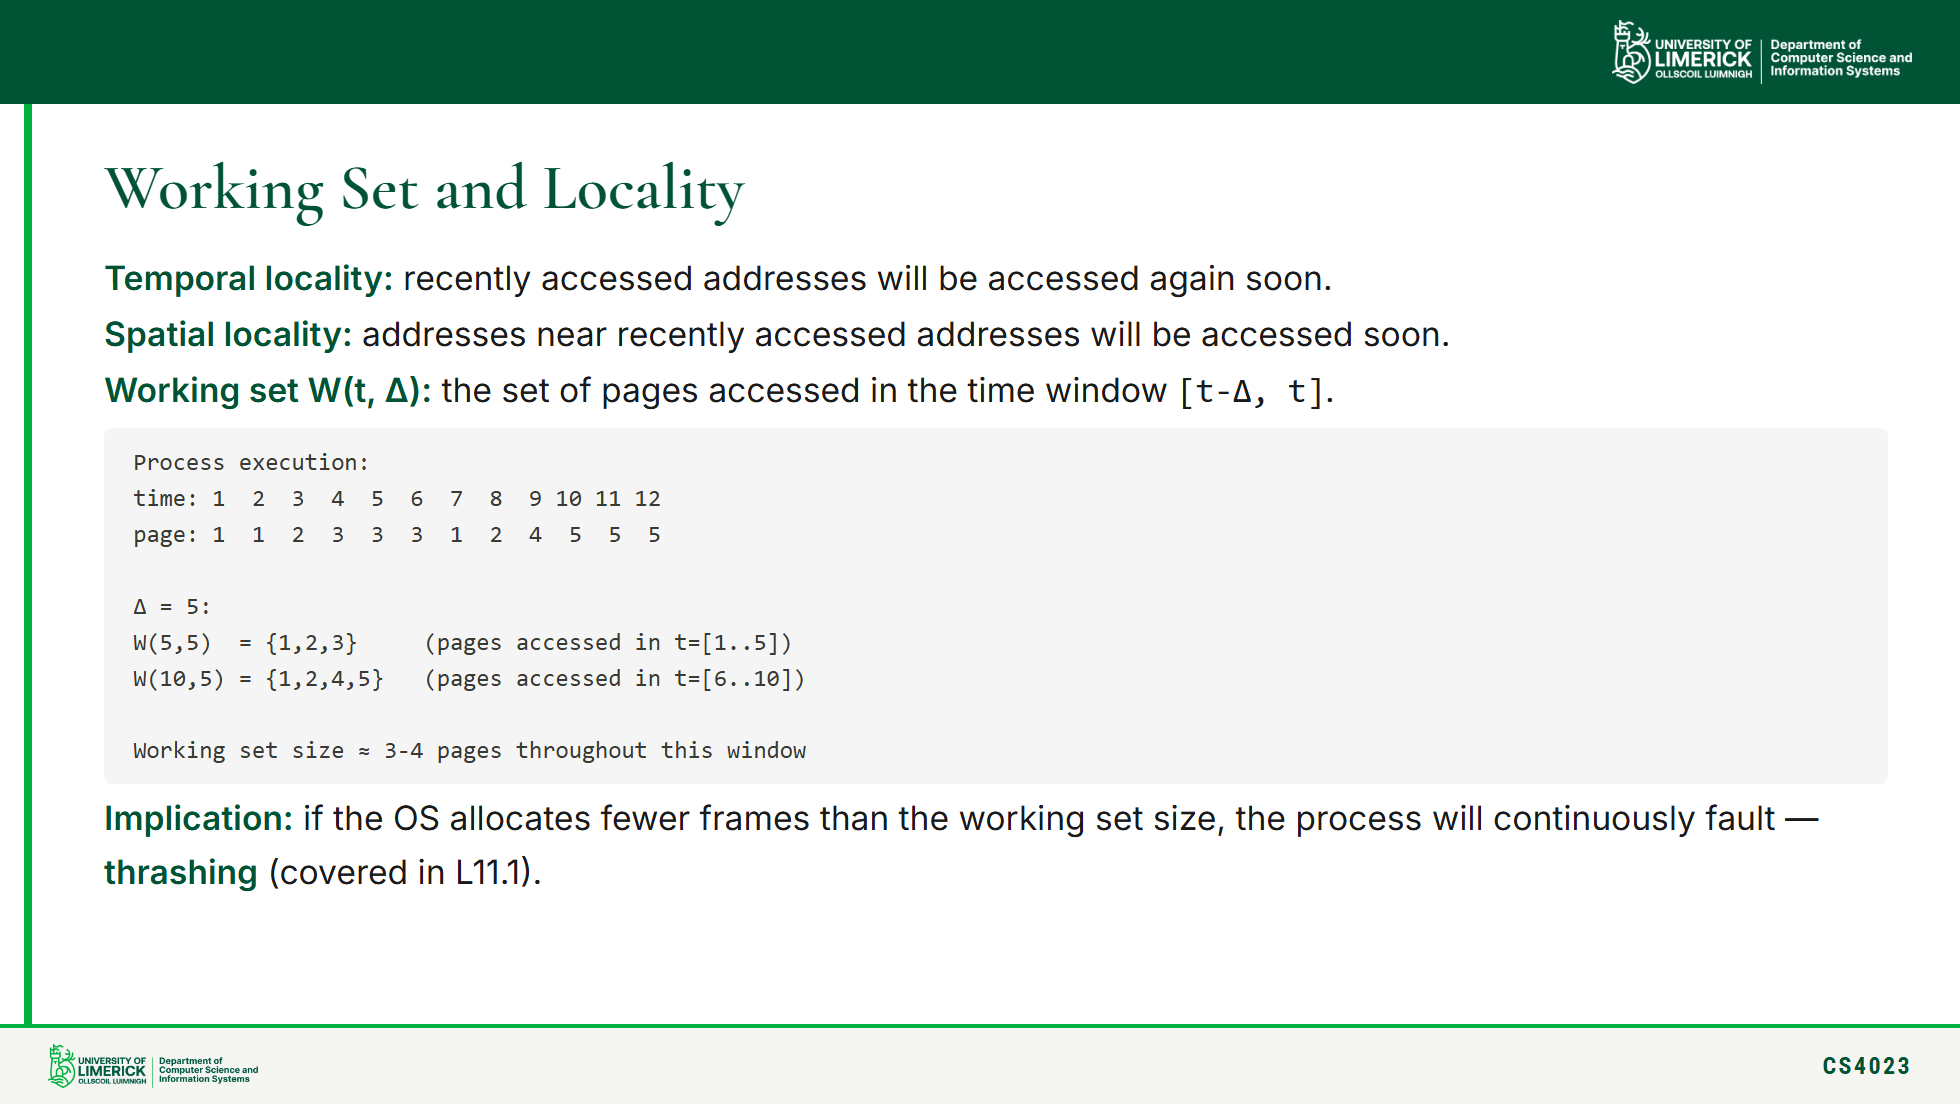 UNIVERSITY OF
LIMERICK
OLLSCOIL LUIMNIGH
Department of
Computer Science and
Information Systems
Working Set and Locality
Temporal locality: recently accessed addresses will be accessed again soon.
Spatial locality: addresses near recently accessed addresses will be accessed soon.
Working set W(t, Δ): the set of pages accessed in the time window [t-Δ, t].
Process execution:
time: 1  2  3  4  5  6  7  8  9 10 11 12
page: 1  1  2  3  3  3  1  2  4  5  5  5
Δ = 5:
W(5,5)  = {1,2,3}     (pages accessed in t=[1..5])
W(10,5) = {1,2,4,5}   (pages accessed in t=[6..10])
Working set size ≈ 3-4 pages throughout this window
Implication: if the OS allocates fewer frames than the working set size, the process will continuously fault —
thrashing (covered in L11.1).
UNIVERSITY OF
LIMERICK
OLLSCOIL LUIMNIGH
Department of
Computer Science and
Information Systems
CS4023